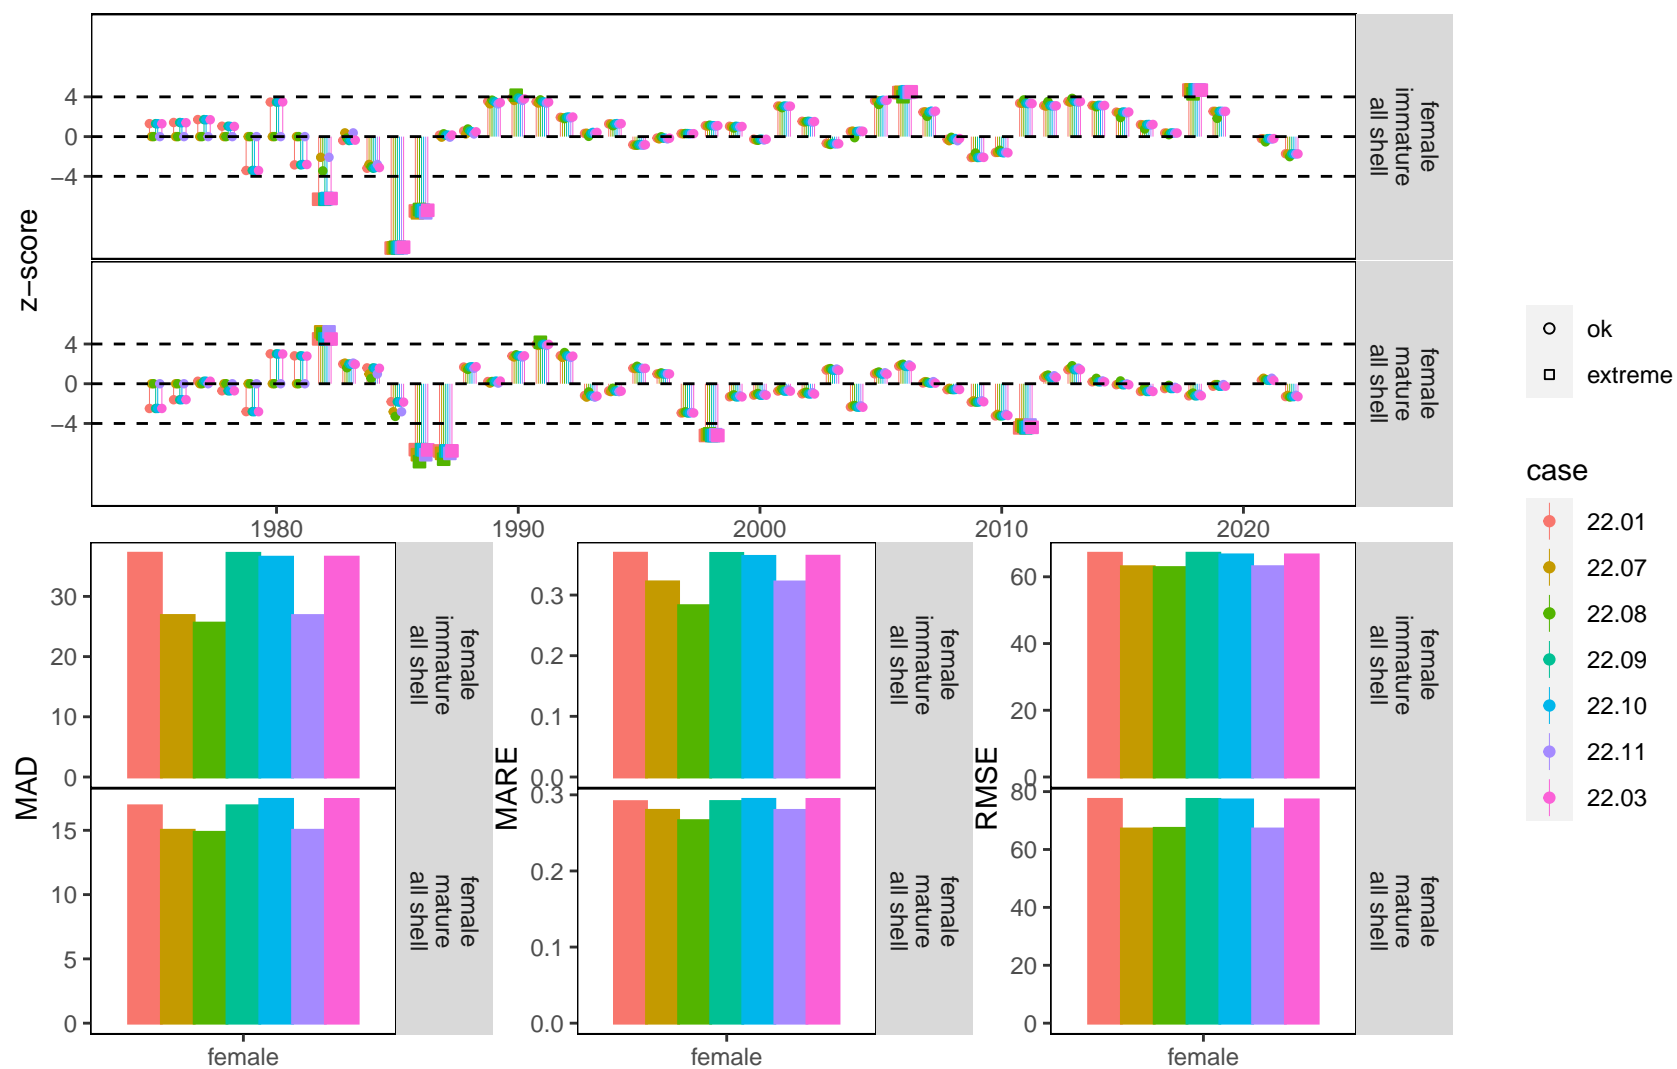 z−score
4
0
−4
female
immature
all shell
4
0
−4
female
mature
all shell
1980
1990
2000
2010
2020
MAD
30
20
10
0
female
immature
all shell
15
10
5
0
female
mature
all shell
female
MARE
0.3
0.2
0.1
0.0
female
immature
all shell
0.3
0.2
0.1
0.0
female
mature
all shell
female
RMSE
60
40
20
0
female
immature
all shell
80
60
40
20
0
female
mature
all shell
female
ok
extreme
case
22.01
22.07
22.08
22.09
22.10
22.11
22.03